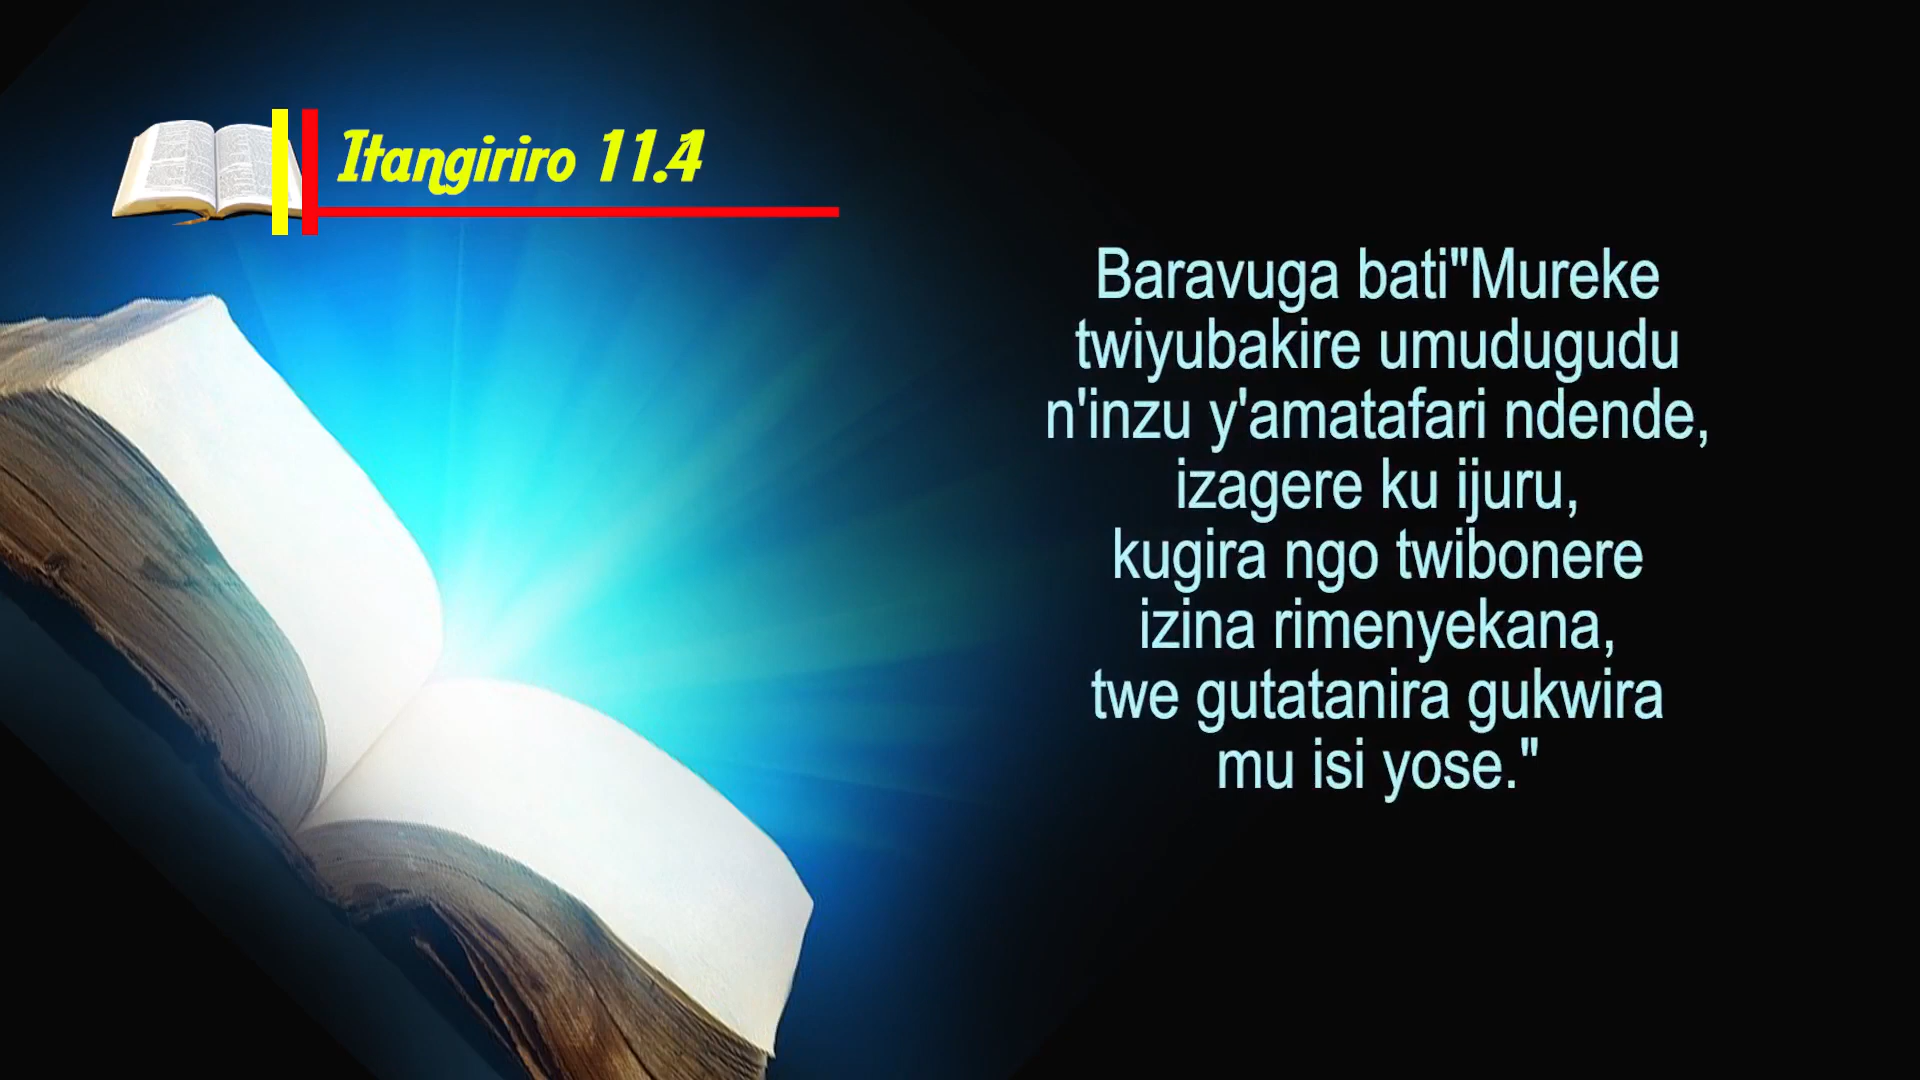 Itangiriro 11.4
Baravuga bati"Mureke
twiyubakire umudugudu
n'inzu y'amatafari ndende,
izagere ku ijuru,
kugira ngo twibonere
izina rimenyekana,
twe gutatanira gukwira
mu isi yose."